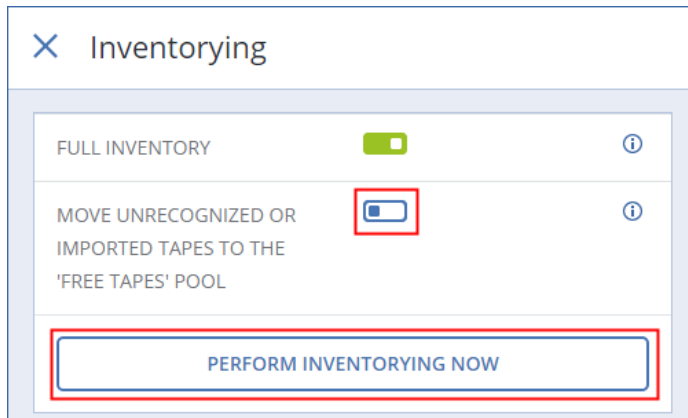 Inventorying
FULL INVENTORY
MOVE UNRECOGNIZED OR
IMPORTED TAPES TO THE
'FREE TAPES' POOL
PERFORM INVENTORYING NOW